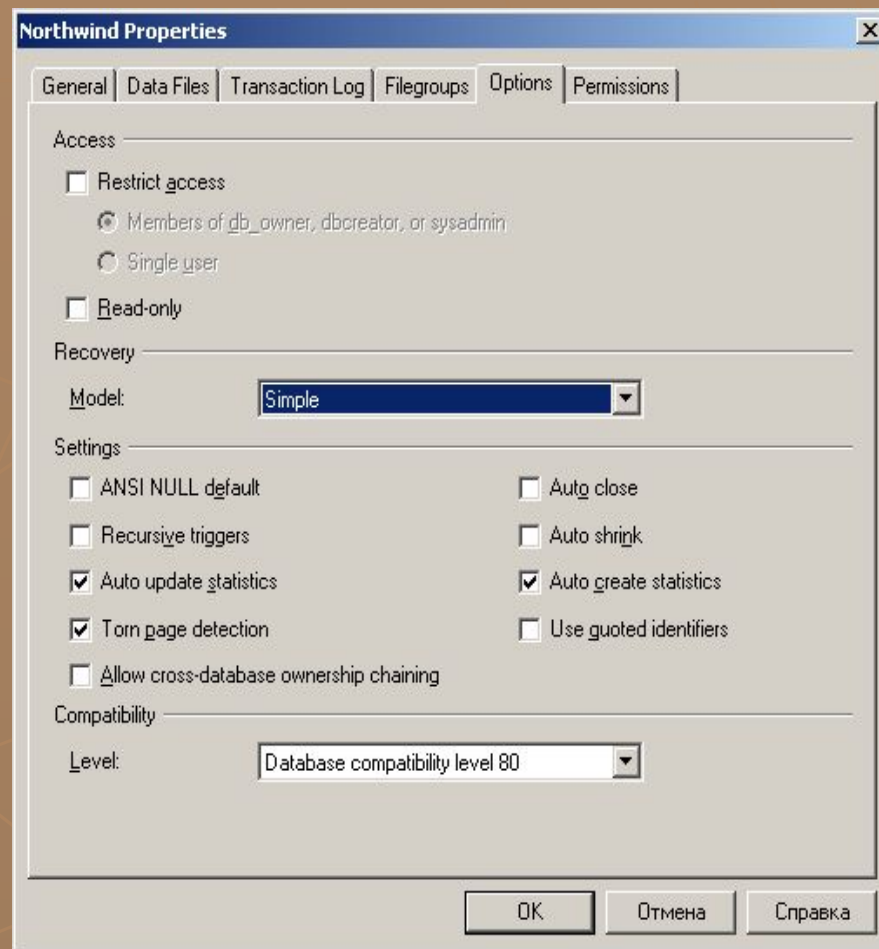 Northwind Properties
General Data Files Transaction Log Filegroups Options Permissions
Access
Restrict access
Members of db_owner, dbcreator, or sysadmin
Single user
Read-only
Recovery
Model: Simple
Settings
ANSI NULL default Auto close
Recursive triggers Auto shrink
Auto update statistics Auto create statistics
Torn page detection Use quoted identifiers
Allow cross-database ownership chaining
Compatibility
Level: Database compatibility level 80
OK Отмена Справка